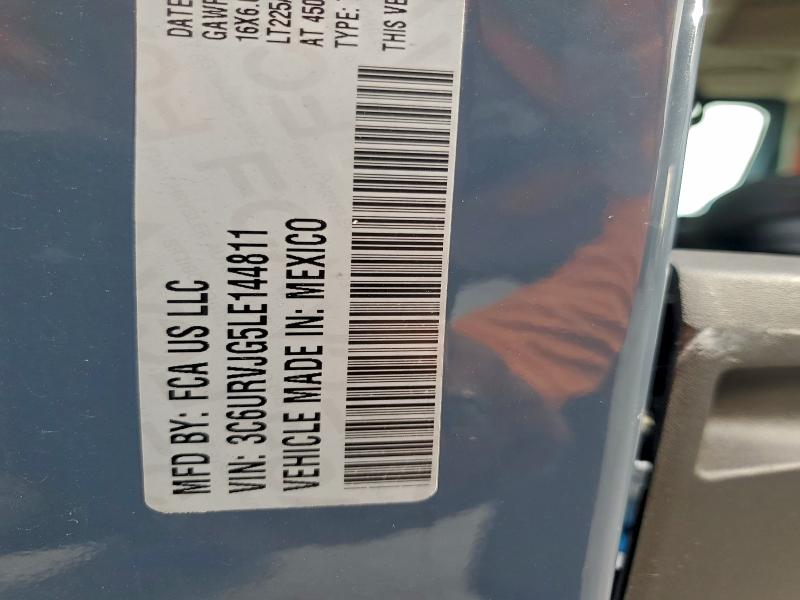 MFD BY: FCA US LLC
VIN: 3C6URVJG5LE144811
VEHICLE MADE IN: MEXICO
DATE
GAWR
16X6.
LT225/
AT 450
TYPE:
THIS VE